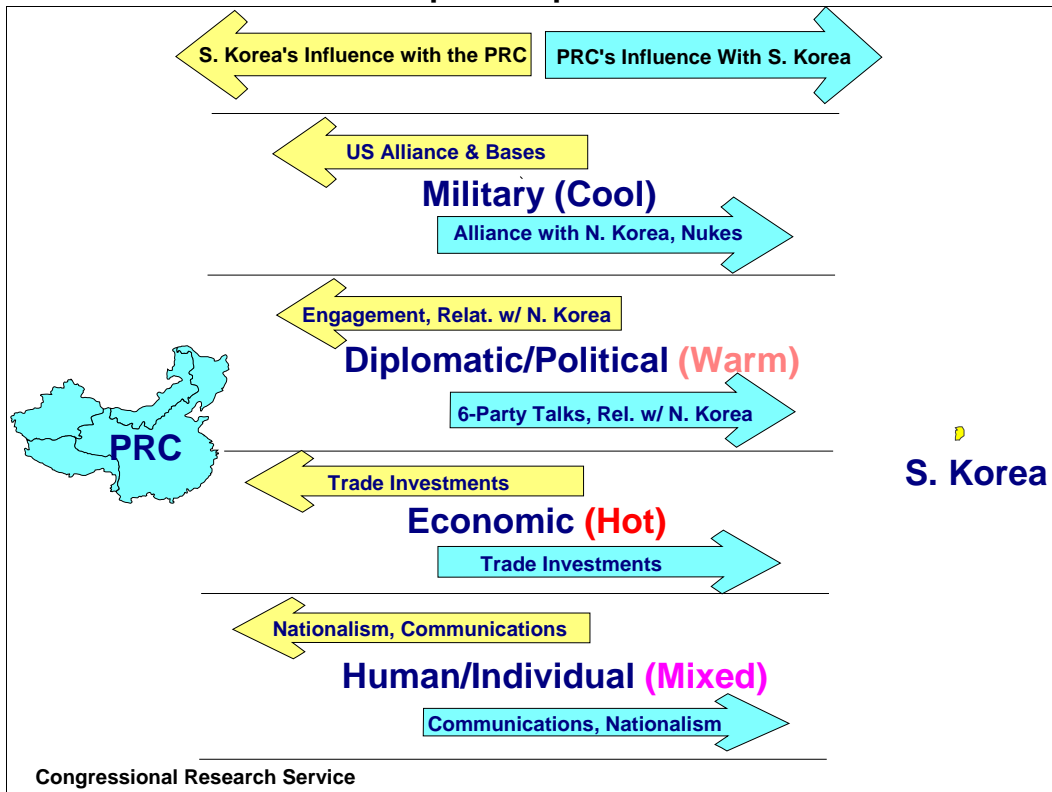 S. Korea's Influence with the PRC
PRC's Influence With S. Korea
US Alliance & Bases
Military (Cool)
Alliance with N. Korea, Nukes
Engagement, Relat. w/ N. Korea
Diplomatic/Political (Warm)
6-Party Talks, Rel. w/ N. Korea
PRC
S. Korea
Trade Investments
Economic (Hot)
Trade Investments
Nationalism, Communications
Human/Individual (Mixed)
Communications, Nationalism
Congressional Research Service